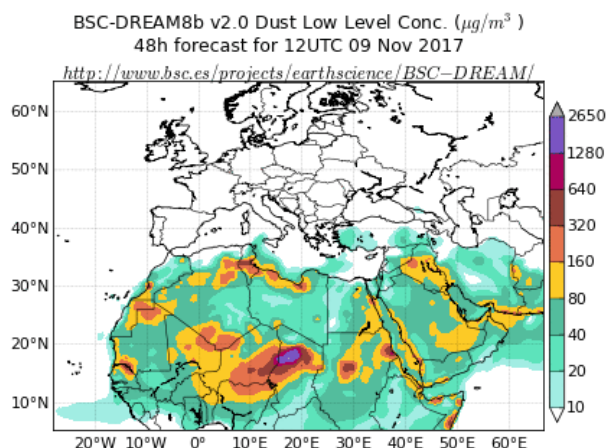 BSC-DREAM8b v2.0 Dust Low Level Conc. (μg/m³ )
48h forecast for 12UTC 09 Nov 2017
http://www.bsc.es/projects/earthscience/BSC−DREAM/
60°N
50°N
40°N
30°N
20°N
10°N
20°W 10°W 0° 10°E 20°E 30°E 40°E 50°E 60°E
2650
1280
640
320
160
80
40
20
10